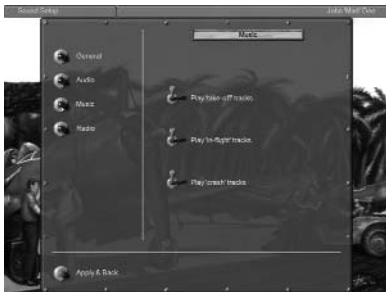 Sound Setup
John 'Mad' Doe
Music
General
Audio
Music
Radio
Play 'take-off' tracks
Play 'in-flight' tracks
Play 'crash' tracks
Apply & Back